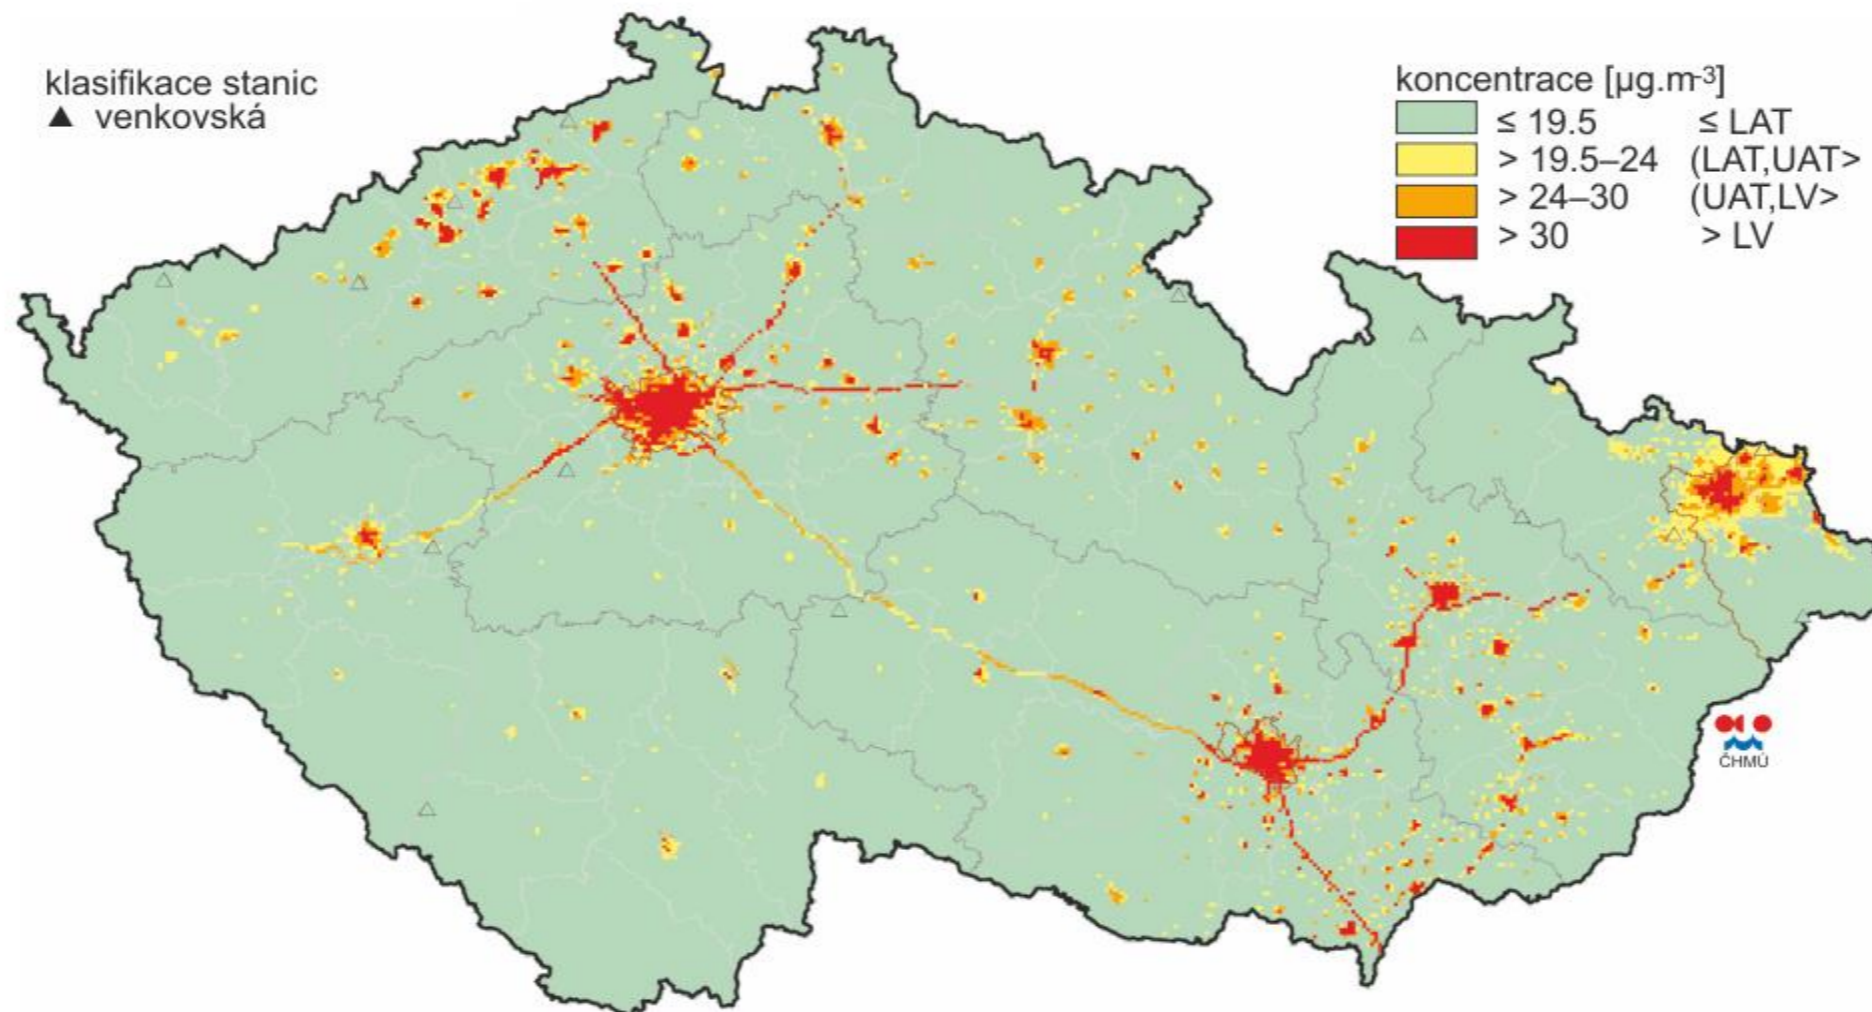 klasifikace stanic
▲ venkovská
koncentrace [µg.m-3]
≤ 19.5 ≤ LAT
> 19.5–24 (LAT,UAT>
> 24–30 (UAT,LV>
> 30 > LV
ČHMÚ